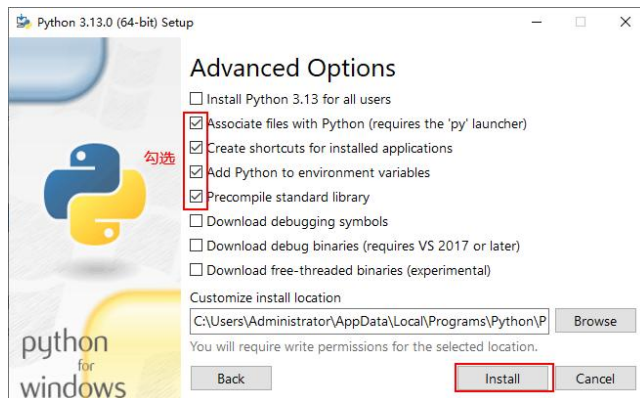 Python 3.13.0 (64-bit) Setup
Advanced Options
Install Python 3.13 for all users
Associate files with Python (requires the 'py' launcher)
Create shortcuts for installed applications
勾选
Add Python to environment variables
Precompile standard library
Download debugging symbols
Download debug binaries (requires VS 2017 or later)
Download free-threaded binaries (experimental)
Customize install location
C:\Users\Administrator\AppData\Local\Programs\Python\P
Browse
You will require write permissions for the selected location.
python
for
windows
Back
Install
Cancel